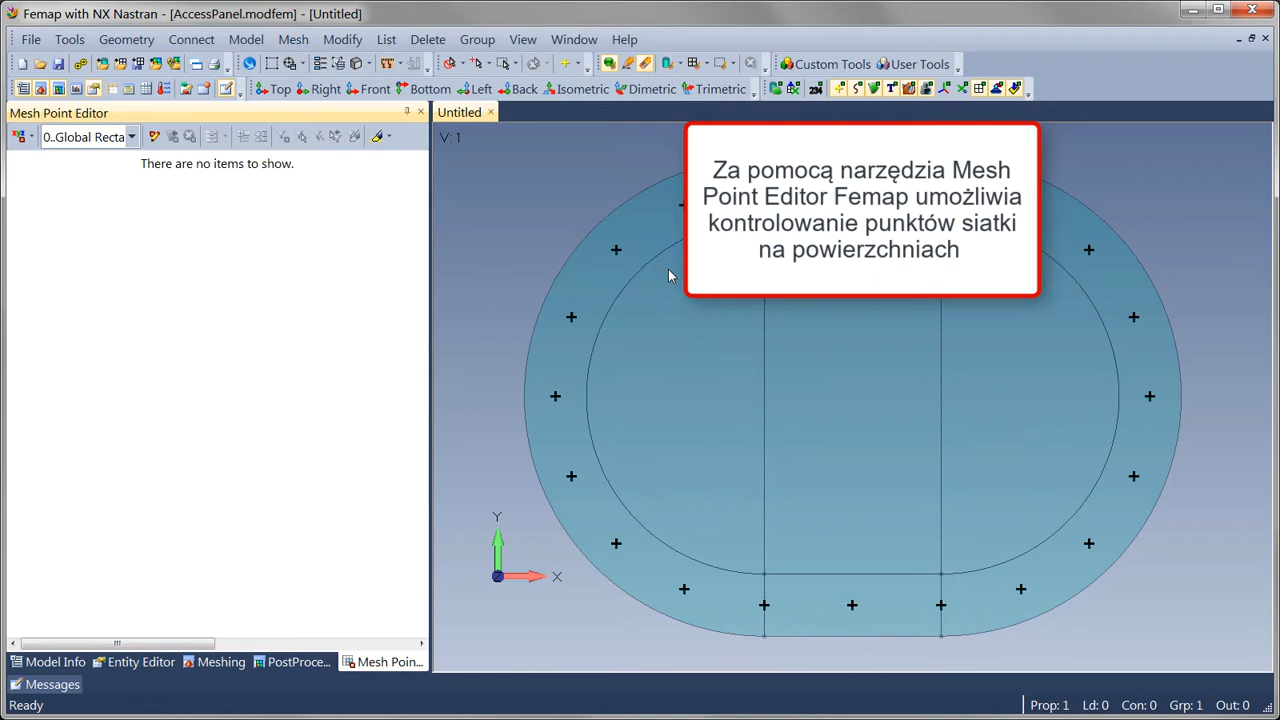 Femap with NX Nastran - [AccessPanel.modfem] - [Untitled]
File Tools Geometry Connect Model Mesh Modify List Delete Group View Window Help
Custom Tools User Tools
Top Right Front Bottom Left Back Isometric Dimetric Trimetric
Mesh Point Editor
Untitled
0..Global Recta
V: 1
There are no items to show.
Za pomocą narzędzia Mesh
Point Editor Femap umożliwia
kontrolowanie punktów siatki
na powierzchniach
Y
X
Model Info Entity Editor Meshing PostProce... Mesh Poin...
Messages
Ready Prop: 1 Ld: 0 Con: 0 Grp: 1 Out: 0